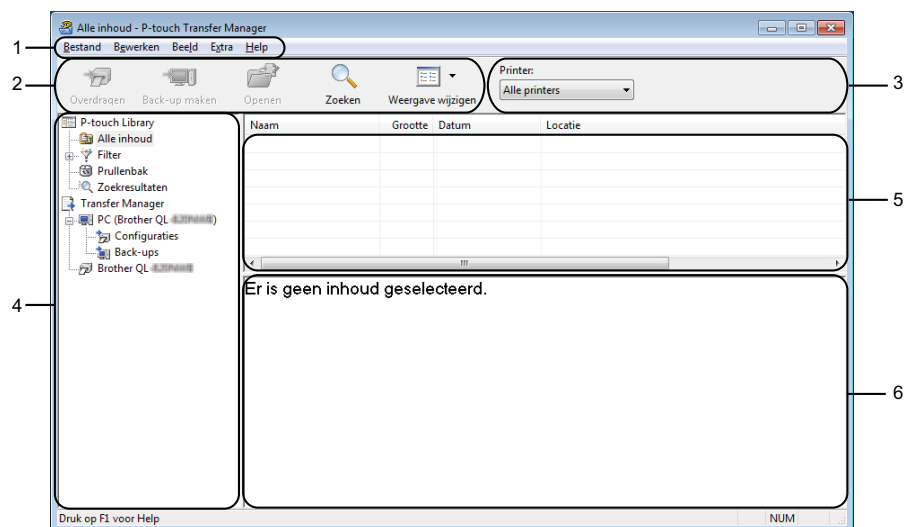 Alle inhoud - P-touch Transfer Manager
1
Bestand Bewerken Beeld Extra Help
2
Overdragen Back-up maken Openen Zoeken Weergave wijzigen
Printer:
Alle printers
3
P-touch Library
Alle inhoud
Filter
Prullenbak
Zoekresultaten
Transfer Manager
PC (Brother QL )
Configuraties
Back-ups
Brother QL
4
Naam Grootte Datum Locatie
5
Er is geen inhoud geselecteerd.
6
Druk op F1 voor Help NUM